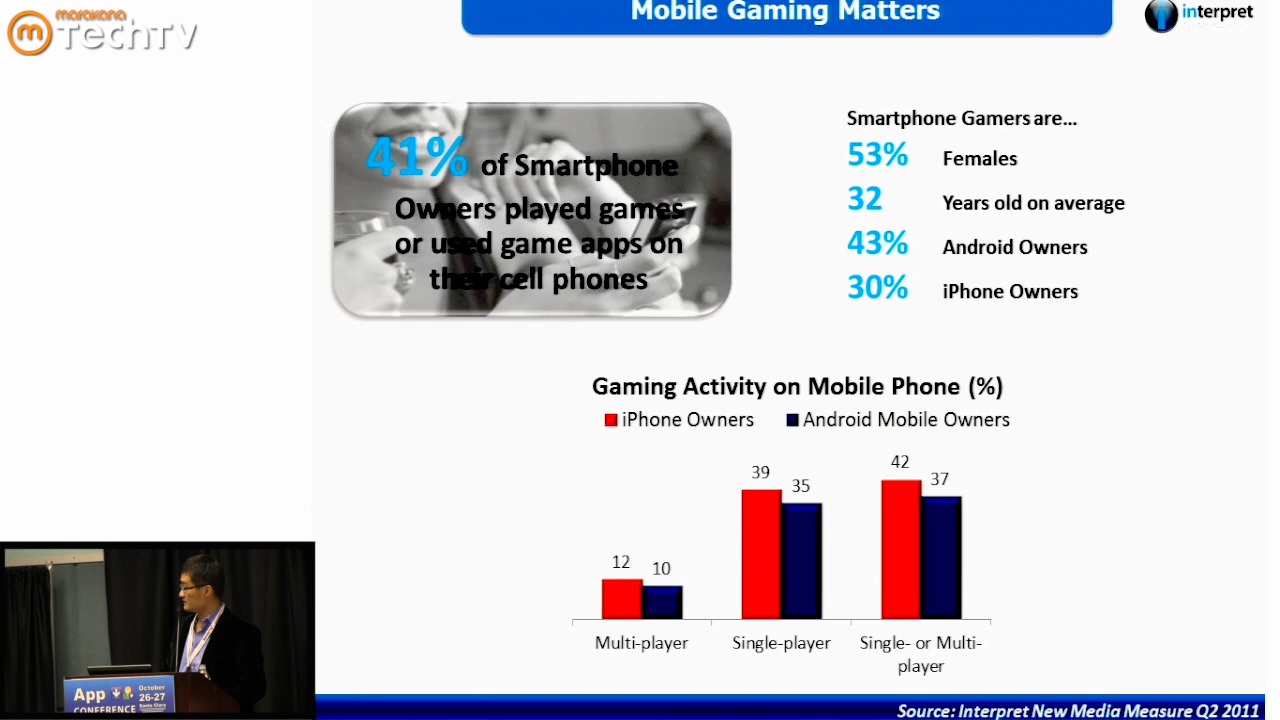 marakana
TechTV
Mobile Gaming Matters
interpret
41% of Smartphone
Owners played games
or used game apps on
their cell phones
Smartphone Gamers are...
53% Females
32 Years old on average
43% Android Owners
30% iPhone Owners
Gaming Activity on Mobile Phone (%)
iPhone Owners Android Mobile Owners
12 10 39 35 42 37
Multi-player Single-player Single- or Multi-
player
App
CONFERENCE
October
26-27
Santa Clara
Source: Interpret New Media Measure Q2 2011